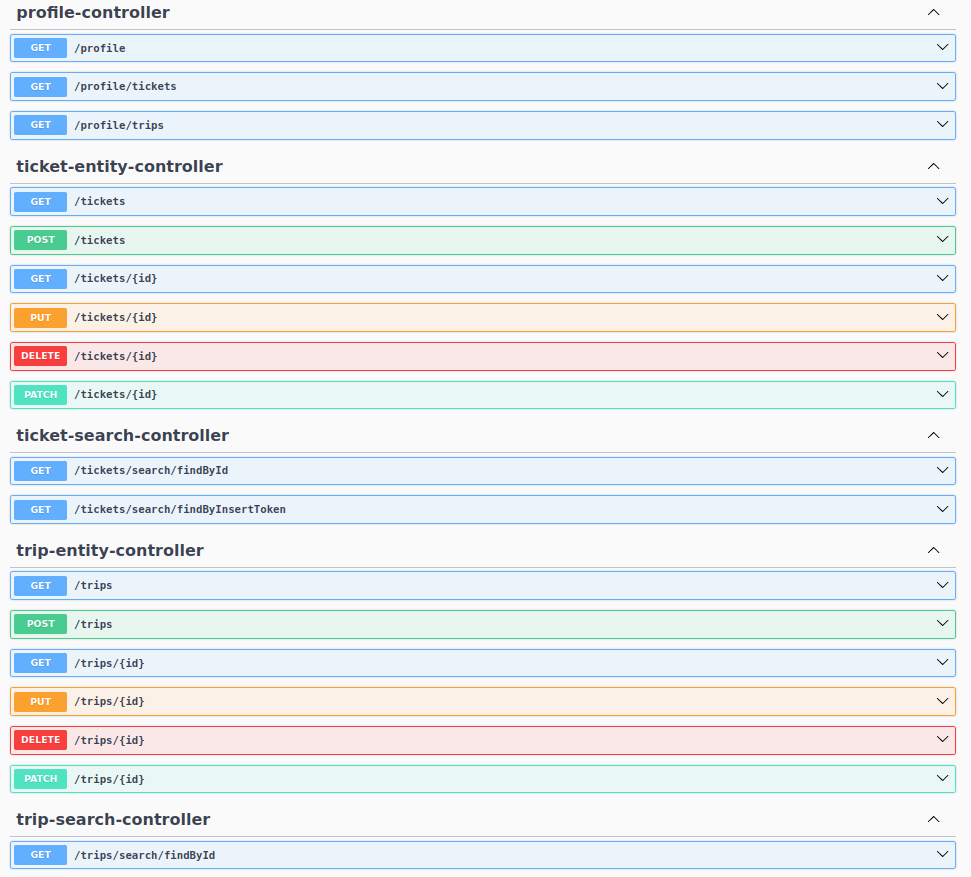 profile-controller
GET /profile
GET /profile/tickets
GET /profile/trips
ticket-entity-controller
GET /tickets
POST /tickets
GET /tickets/{id}
PUT /tickets/{id}
DELETE /tickets/{id}
PATCH /tickets/{id}
ticket-search-controller
GET /tickets/search/findById
GET /tickets/search/findByInsertToken
trip-entity-controller
GET /trips
POST /trips
GET /trips/{id}
PUT /trips/{id}
DELETE /trips/{id}
PATCH /trips/{id}
trip-search-controller
GET /trips/search/findById